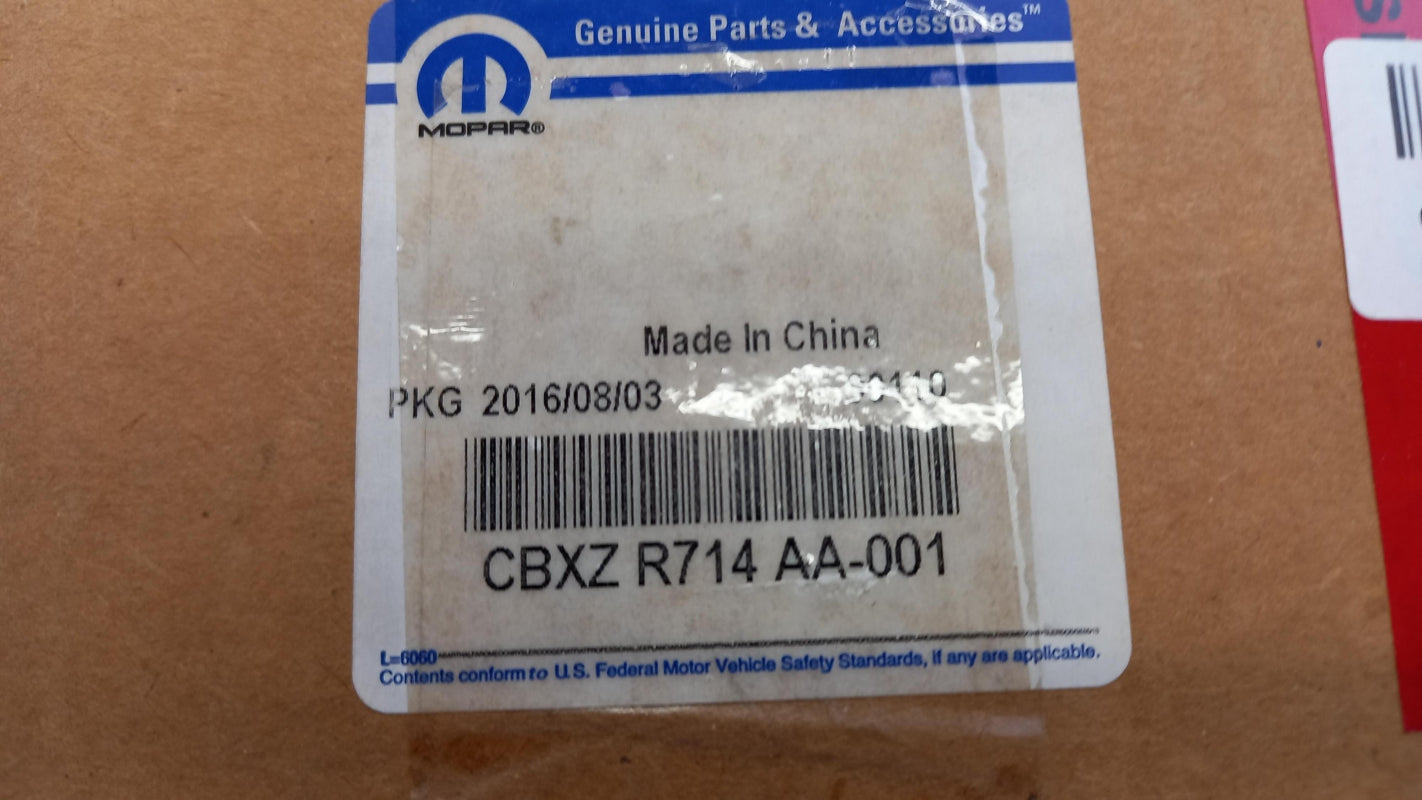 Genuine Parts & Accessories™
MOPAR®
Made In China
PKG 2016/08/03
CBXZ R714 AA-001
L=6060
Contents conform to U.S. Federal Motor Vehicle Safety Standards, if any are applicable.